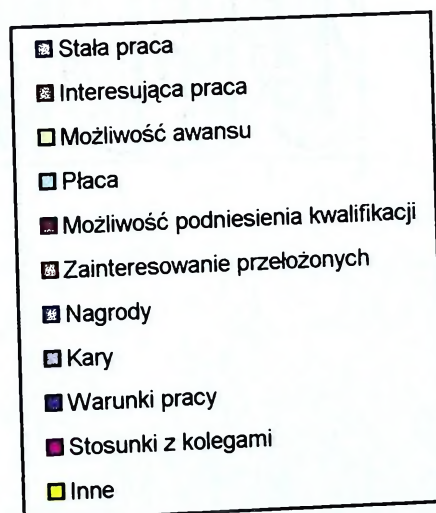 Stała praca
Interesująca praca
Możliwość awansu
Płaca
Możliwość podniesienia kwalifikacji
Zainteresowanie przełożonych
Nagrody
Kary
Warunki pracy
Stosunki z kolegami
Inne